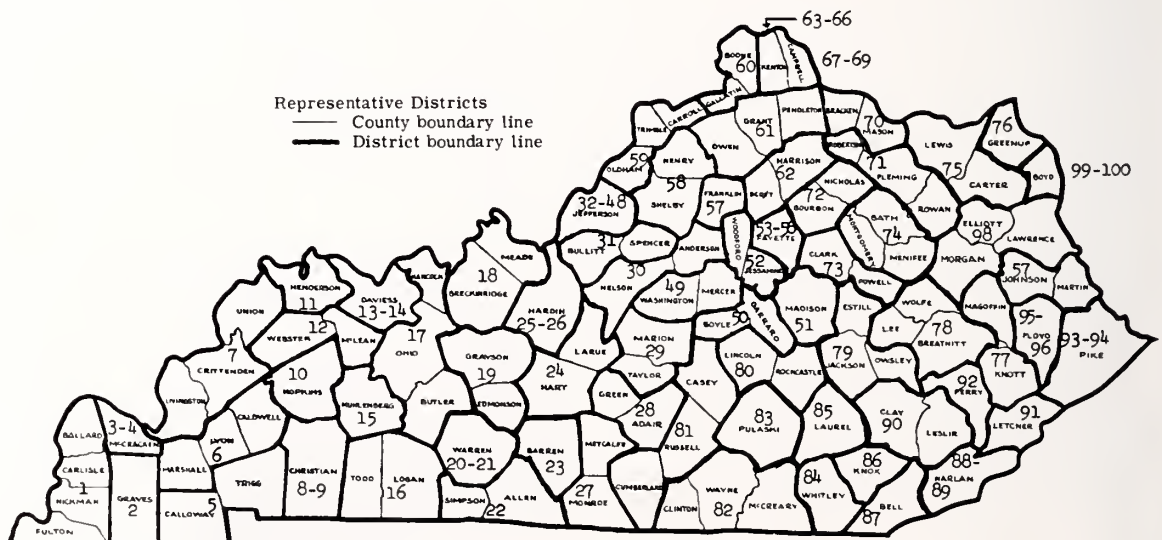 63-66
BOONE
60
KENTON
CAMPBELL
67-69
Representative Districts
County boundary line
District boundary line
TRIMBLE
CARROLL
GALLATIN
GRANT
61
PENDLETON
BRACKEN
70
MASON
LEWIS
76
GREENUP
59
OLDHAM
HENRY
OWEN
HARRISON
62
ROBERTSON
71
FLEMING
75
CARTER
BOYD
99-100
58
SHELBY
FRANKLIN
57
SCOTT
NICHOLAS
72
BOURBON
ROWAN
32-48
JEFFERSON
WOODFORD
53-56
FAYETTE
MONTGOMERY
BATH
74
MENIFEE
ELLIOTT
98
LAWRENCE
31
BULLITT
SPENCER
ANDERSON
52
JESSAMINE
CLARK
73
POWELL
MORGAN
57
JOHNSON
MARTIN
30
NELSON
49
WASHINGTON
MERCER
MADISON
51
ESTILL
WOLFE
MAGOFFIN
18
MEADE
BRECKINRIDGE
HANCOCK
HENDERSON
11
DAVIESS
13-14
UNION
HARDIN
25-26
BOYLE
50
GARRARD
LEE
78
BREATHITT
95-
FLOYD
96
93-94
PIKE
12
WEBSTER
McLEAN
17
OHIO
LARUE
MARION
29
LINCOLN
80
ROCKCASTLE
79
JACKSON
OWSLEY
77
KNOTT
7
CRITTENDEN
GRAYSON
19
24
HART
TAYLOR
CASEY
92
PERRY
LIVINGSTON
10
HOPKINS
MUHLENBERG
15
BUTLER
EDMONSON
GREEN
28
ADAIR
83
PULASKI
85
LAUREL
CLAY
90
LESLIE
91
LETCHER
BALLARD
3-4
McCRACKEN
LYON
6
CALDWELL
WARREN
20-21
BARREN
23
METCALFE
81
RUSSELL
86
KNOX
88-
HARLAN
89
CARLISLE
1
HICKMAN
GRAVES
2
MARSHALL
TRIGG
CHRISTIAN
8-9
TODD
LOGAN
16
SIMPSON
22
ALLEN
27
MONROE
CUMBERLAND
CLINTON
WAYNE
82
McCREARY
84
WHITLEY
BELL
87
FULTON
CALLOWAY
5